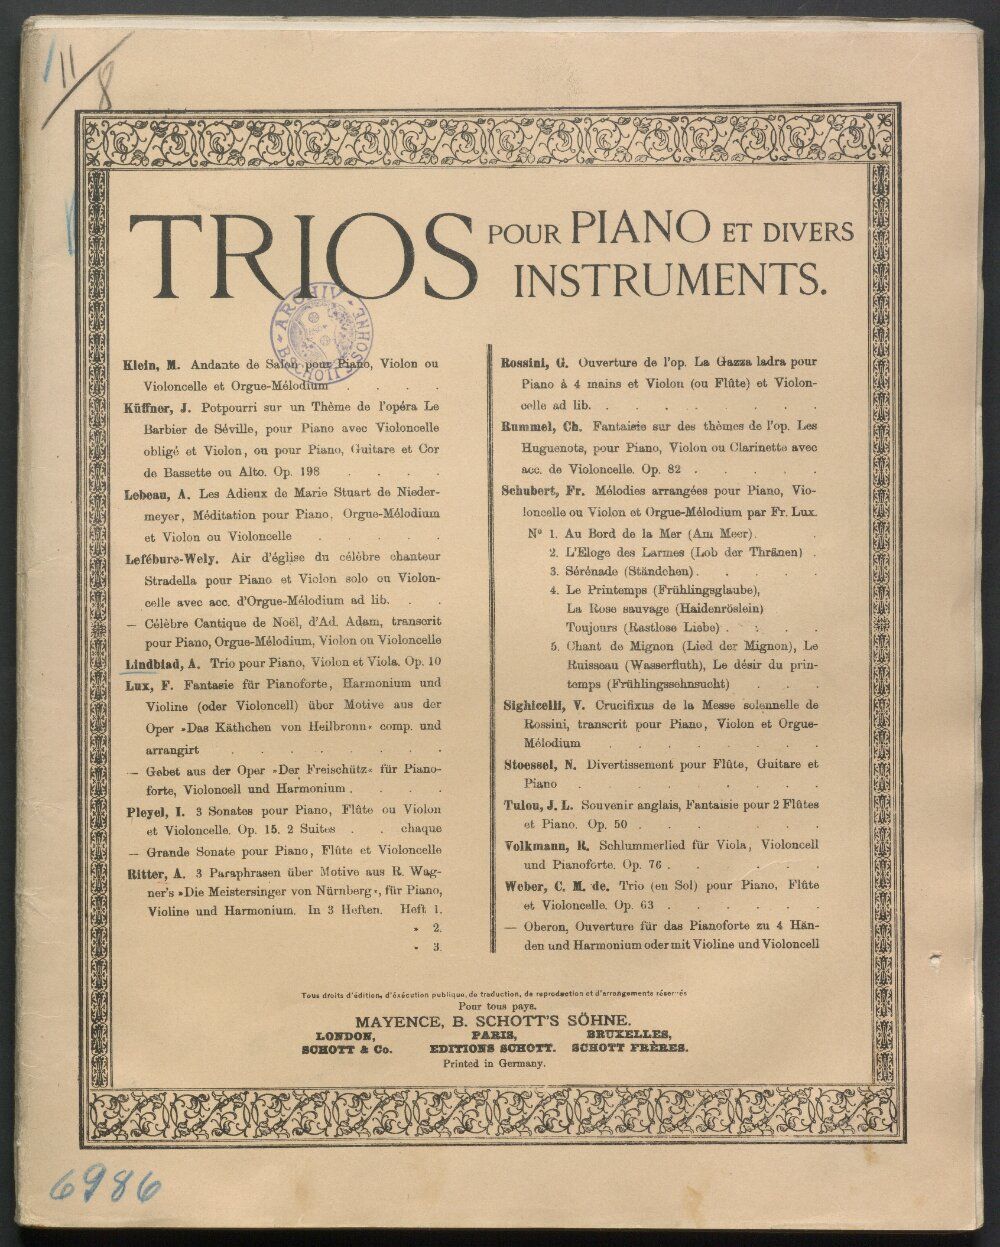 11/8
TRIOS POUR PIANO ET DIVERS
INSTRUMENTS.
ARCHIV B. SCHOTT'S SÖHNE
Klein, M. Andante de Salon pour Piano, Violon ou
Violoncelle et Orgue-Mélodium . . . .
Küffner, J. Potpourri sur un Thème de l'opéra Le
Barbier de Séville, pour Piano avec Violoncelle
obligé et Violon, ou pour Piano, Guitare et Cor
de Bassette ou Alto. Op. 198 . . . .
Lebeau, A. Les Adieux de Marie Stuart de Nieder-
meyer, Méditation pour Piano, Orgue-Mélodium
et Violon ou Violoncelle . . . . .
Lefébure-Wely. Air d'église du célèbre chanteur
Stradella pour Piano et Violon solo ou Violon-
celle avec acc. d'Orgue-Mélodium ad lib. . .
— Célèbre Cantique de Noël, d'Ad. Adam, transcrit
pour Piano, Orgue-Mélodium, Violon ou Violoncelle
Lindblad, A. Trio pour Piano, Violon et Viola. Op. 10
Lux, F. Fantasie für Pianoforte, Harmonium und
Violine (oder Violoncell) über Motive aus der
Oper »Das Käthchen von Heilbronn« comp. und
arrangirt . . . . . . .
— Gebet aus der Oper »Der Freischütz« für Piano-
forte, Violoncell und Harmonium . . . .
Pleyel, I. 3 Sonates pour Piano, Flûte ou Violon
et Violoncelle. Op. 15. 2 Suites . . chaque
— Grande Sonate pour Piano, Flûte et Violoncelle
Ritter, A. 3 Paraphrasen über Motive aus R. Wag-
ner's »Die Meistersinger von Nürnberg«, für Piano,
Violine und Harmonium. In 3 Heften. Heft 1.
» 2.
» 3.
Rossini, G. Ouverture de l'op. La Gazza ladra pour
Piano à 4 mains et Violon (ou Flûte) et Violon-
celle ad lib. . . . . . . .
Rummel, Ch. Fantaisie sur des thèmes de l'op. Les
Huguenots, pour Piano, Violon ou Clarinette avec
acc. de Violoncelle. Op. 82 . . . . .
Schubert, Fr. Mélodies arrangées pour Piano, Vio-
loncelle ou Violon et Orgue-Mélodium par Fr. Lux.
Nº 1. Au Bord de la Mer (Am Meer) . . .
2. L'Eloge des Larmes (Lob der Thränen) .
3. Sérénade (Ständchen) . . . . .
4. Le Printemps (Frühlingsglaube),
La Rose sauvage (Haidenröslein)
Toujours (Rastlose Liebe) . . . .
5. Chant de Mignon (Lied der Mignon), Le
Ruisseau (Wasserfluth), Le désir du prin-
temps (Frühlingssehnsucht) . . .
Sighicelli, V. Crucifixus de la Messe solennelle de
Rossini, transcrit pour Piano, Violon et Orgue-
Mélodium . . . . . .
Stoessel, N. Divertissement pour Flûte, Guitare et
Piano . . . . . . .
Tulou, J. L. Souvenir anglais, Fantaisie pour 2 Flûtes
et Piano. Op. 50 . . . . . .
Volkmann, R. Schlummerlied für Viola, Violoncell
und Pianoforte. Op. 76 . . . . .
Weber, C. M. de. Trio (en Sol) pour Piano, Flûte
et Violoncelle. Op. 63 . . . . .
— Oberon, Ouverture für das Pianoforte zu 4 Hän-
den und Harmonium oder mit Violine und Violoncell
Tous droits d'édition, d'éxécution publique, de traduction, de reproduction et d'arrangements réservés
Pour tous pays.
MAYENCE, B. SCHOTT'S SÖHNE.
LONDON, PARIS, BRUXELLES,
SCHOTT & Co. EDITIONS SCHOTT. SCHOTT FRÈRES.
Printed in Germany.
6986